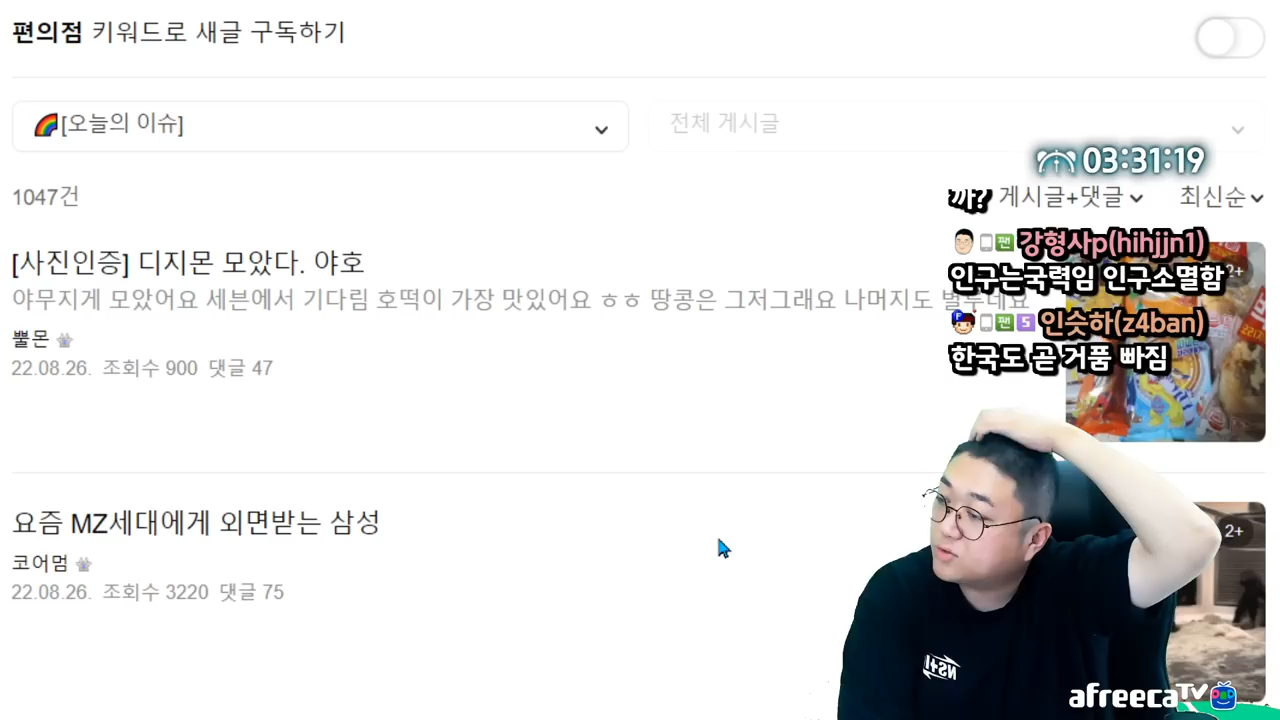 편의점 키워드로 새글 구독하기
🌈[오늘의 이슈]
전체 게시글
03:31:19
1047건
까?
게시글+댓글
최신순
[사진인증] 디지몬 모았다. 야호
강형사p(hihjjn1)
2+
인구는국력임 인구소멸함
야무지게 모았어요 세븐에서 기다림 호떡이 가장 맛있어요 ㅎㅎ 땅콩은 그저그래요 나머지도 별루네요
인슷하(z4ban)
뿔몬
한국도 곧 거품 빠짐
22.08.26. 조회수 900 댓글 47
요즘 MZ세대에게 외면받는 삼성
2+
코어멈
22.08.26. 조회수 3220 댓글 75
afreecaTV